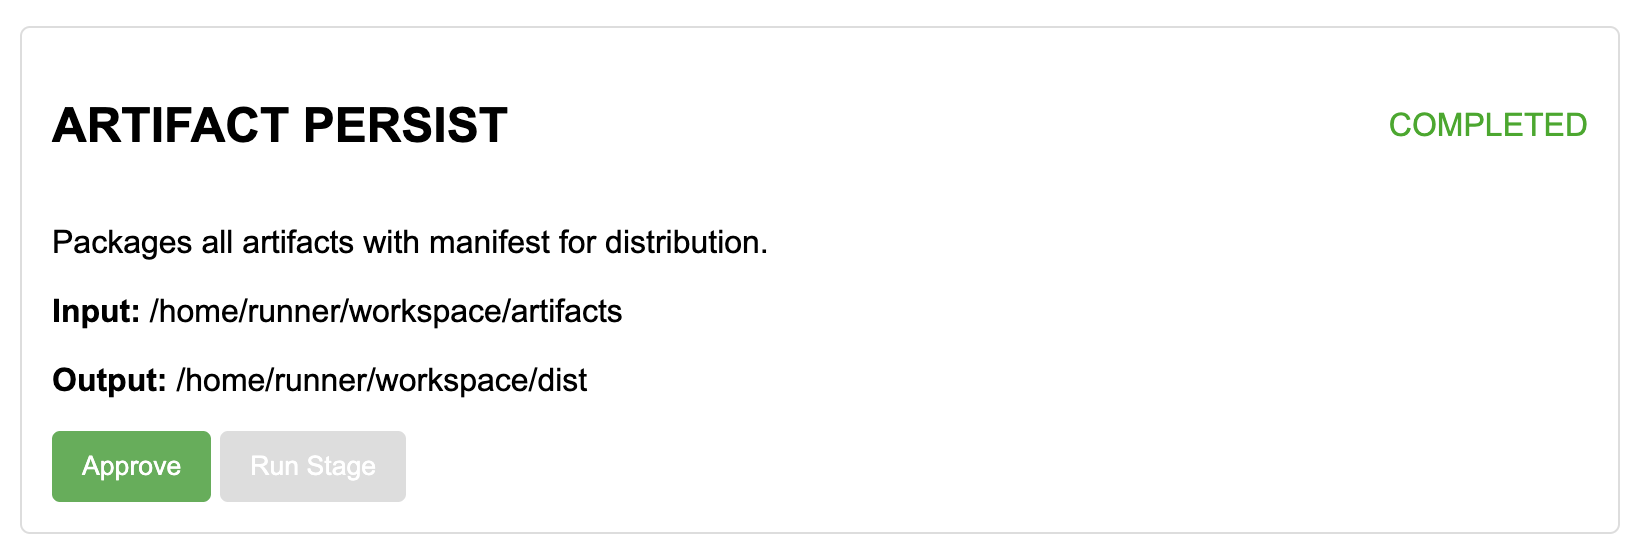 ARTIFACT PERSIST
COMPLETED
Packages all artifacts with manifest for distribution.
Input: /home/runner/workspace/artifacts
Output: /home/runner/workspace/dist
Approve
Run Stage